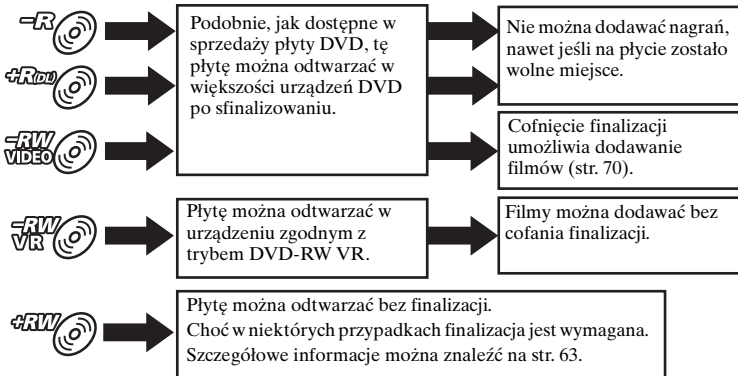 -R
Podobnie, jak dostępne w
sprzedaży płyty DVD, tę
płytę można odtwarzać w
większości urządzeń DVD
po sfinalizowaniu.
Nie można dodawać nagrań,
nawet jeśli na płycie zostało
wolne miejsce.
+R(DL)
-RW
VIDEO
Cofnięcie finalizacji
umożliwia dodawanie
filmów (str. 70).
-RW
VR
Płytę można odtwarzać w
urządzeniu zgodnym z
trybem DVD-RW VR.
Filmy można dodawać bez
cofania finalizacji.
+RW
Płytę można odtwarzać bez finalizacji.
Choć w niektórych przypadkach finalizacja jest wymagana.
Szczegółowe informacje można znaleźć na str. 63.